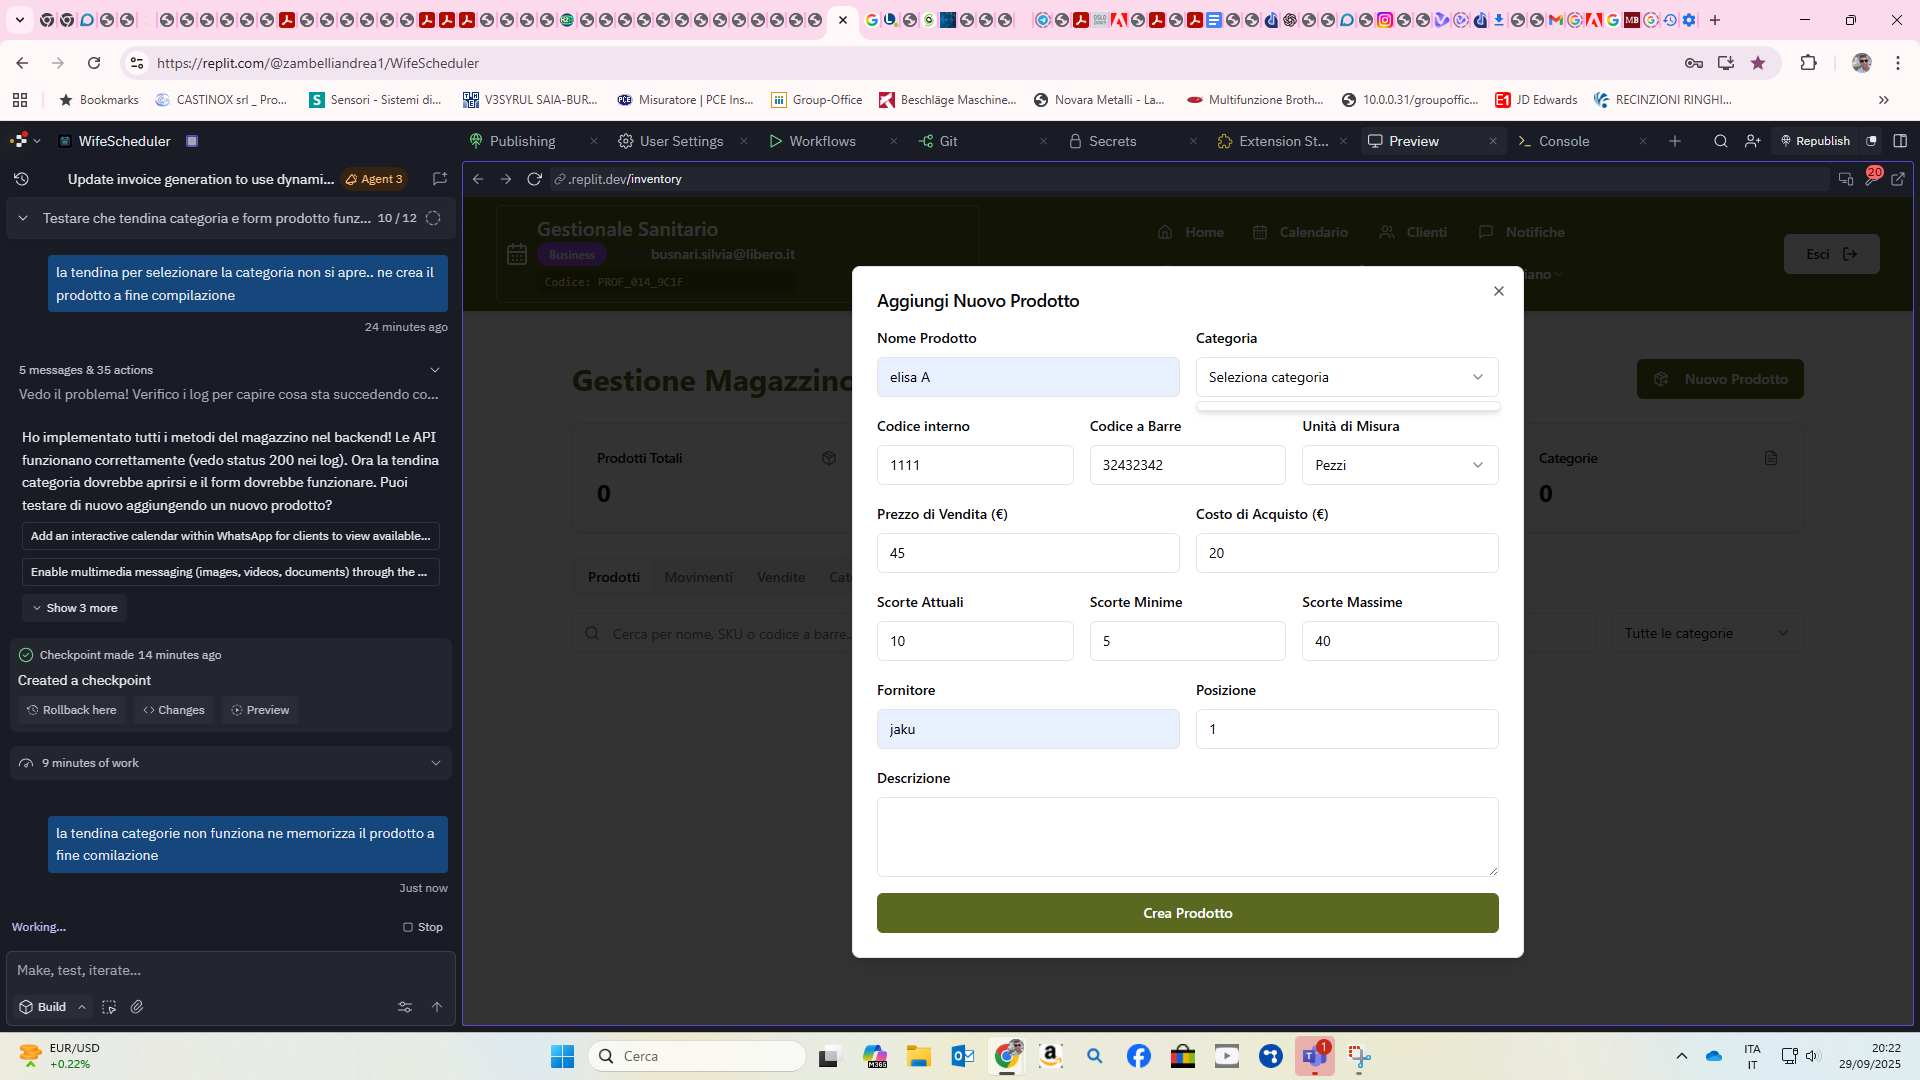 https://replit.com/@zambelliandrea1/WifeScheduler
Bookmarks
CASTINOX srl _ Pro...
Sensori - Sistemi di...
V3SYRUL SAIA-BUR...
Misuratore | PCE Ins...
Group-Office
Beschläge Maschine...
Novara Metalli - La...
Multifunzione Broth...
10.0.0.31/groupoffic...
JD Edwards
RECINZIONI RINGHI...
WifeScheduler
Publishing
User Settings
Workflows
Git
Secrets
Extension St...
Preview
Console
Republish
Update invoice generation to use dynami...
Agent 3
.replit.dev/inventory
20
Testare che tendina categoria e form prodotto funz...
10 / 12
la tendina per selezionare la categoria non si apre.. ne crea il
prodotto a fine compilazione
24 minutes ago
5 messages & 35 actions
Vedo il problema! Verifico i log per capire cosa sta succedendo co...
Ho implementato tutti i metodi del magazzino nel backend! Le API
funzionano correttamente (vedo status 200 nei log). Ora la tendina
categoria dovrebbe aprirsi e il form dovrebbe funzionare. Puoi
testare di nuovo aggiungendo un nuovo prodotto?
Add an interactive calendar within WhatsApp for clients to view available...
Enable multimedia messaging (images, videos, documents) through the ...
Show 3 more
Checkpoint made 14 minutes ago
Created a checkpoint
Rollback here
Changes
Preview
9 minutes of work
la tendina categorie non funziona ne memorizza il prodotto a
fine comilazione
Just now
Working...
Stop
Make, test, iterate...
Build
Gestionale Sanitario
Business
busnari.silvia@libero.it
Codice: PROF_014_9C1F
Home
Calendario
Clienti
Notifiche
iano
Esci
Gestione Magazzino
Nuovo Prodotto
Prodotti Totali
0
Categorie
0
Prodotti
Movimenti
Vendite
Cat
Cerca per nome, SKU o codice a barre..
Tutte le categorie
Aggiungi Nuovo Prodotto
Nome Prodotto
Categoria
elisa A
Seleziona categoria
Codice interno
Codice a Barre
Unità di Misura
1111
32432342
Pezzi
Prezzo di Vendita (€)
Costo di Acquisto (€)
45
20
Scorte Attuali
Scorte Minime
Scorte Massime
10
5
40
Fornitore
Posizione
jaku
1
Descrizione
Crea Prodotto
EUR/USD
+0.22%
Cerca
M365
1
ITA
IT
20:22
29/09/2025